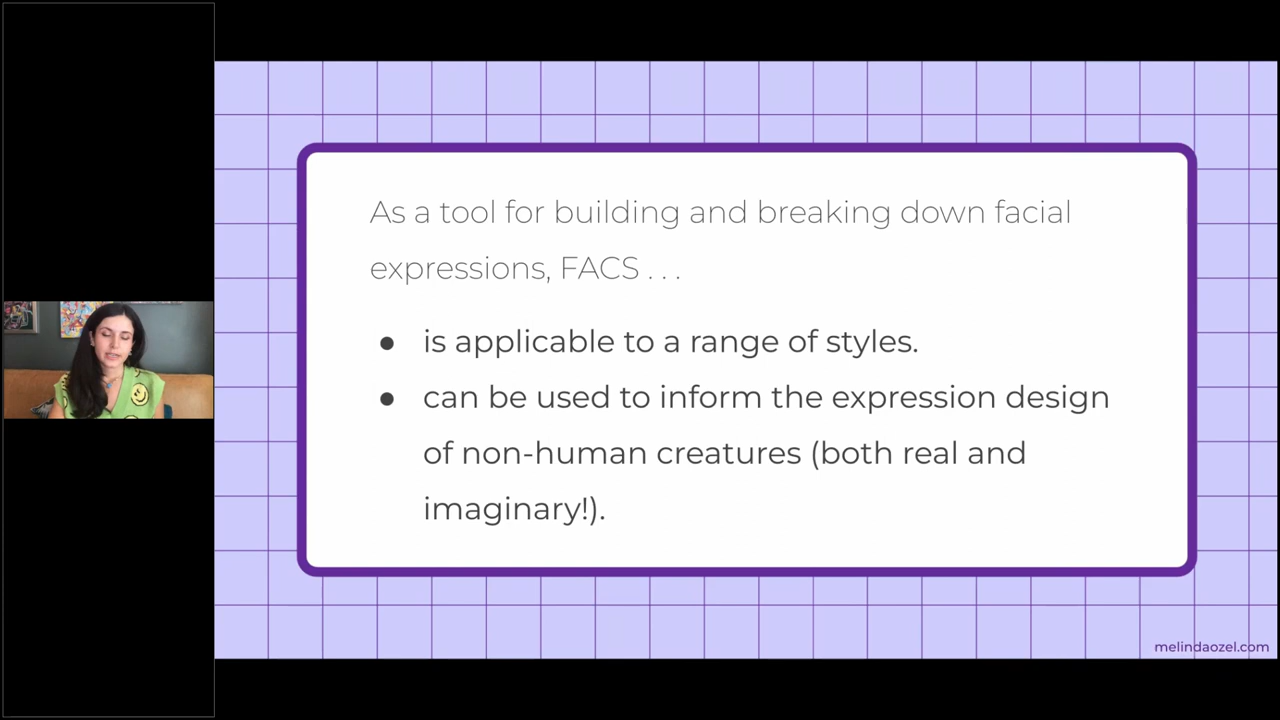 As a tool for building and breaking down facial
expressions, FACS . . .
● is applicable to a range of styles.
● can be used to inform the expression design
of non-human creatures (both real and
imaginary!).
melindaozel.com